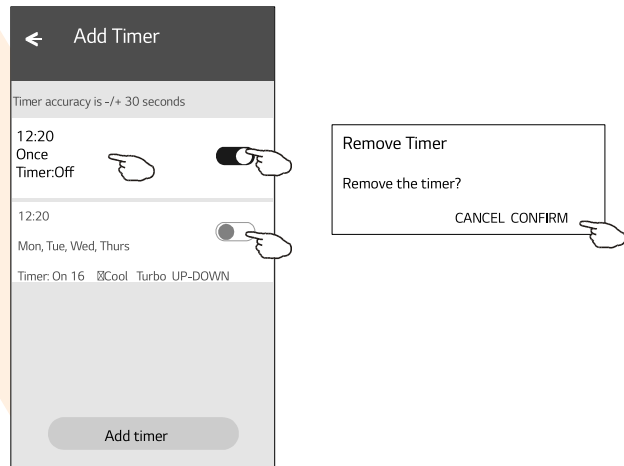 Add Timer
Timer accuracy is -/+ 30 seconds
12:20
Once
Timer:Off
12:20
Mon, Tue, Wed, Thurs
Timer: On 16 Cool Turbo UP-DOWN
Add timer
Remove Timer
Remove the timer?
CANCEL CONFIRM